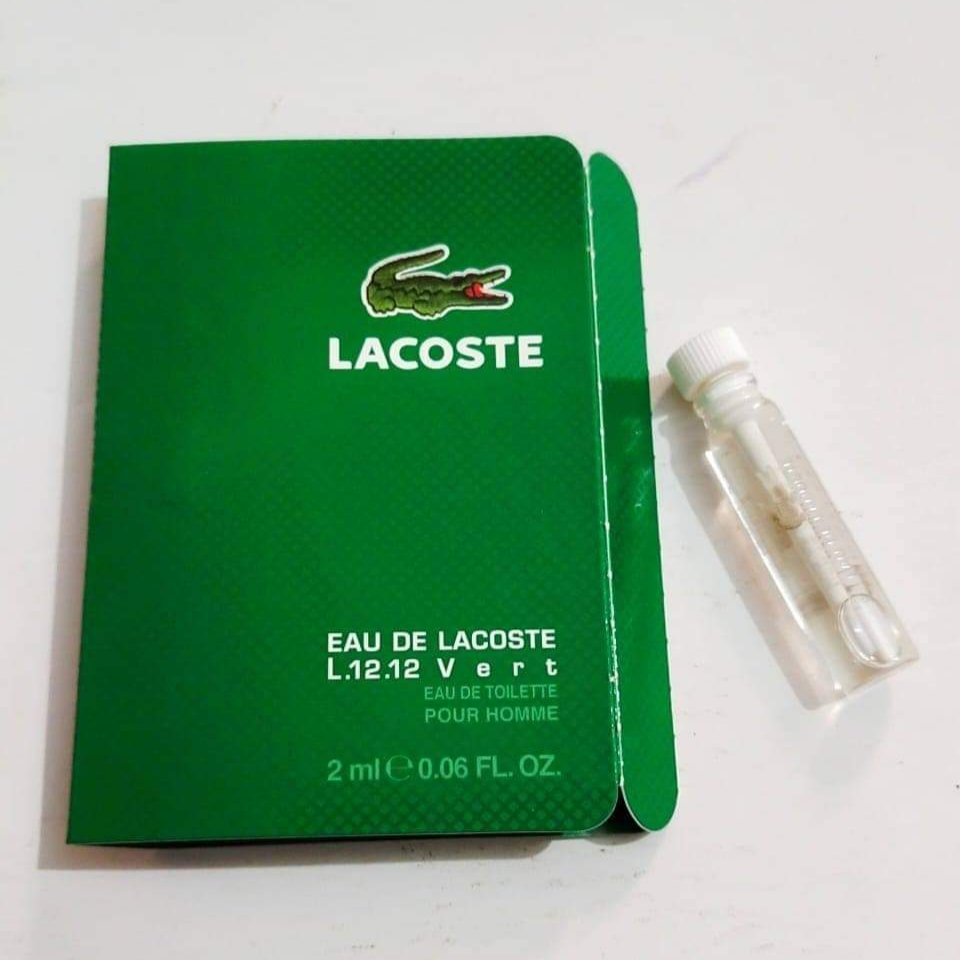 LACOSTE
EAU DE LACOSTE
L.12.12 Vert
EAU DE TOILETTE
POUR HOMME
2 ml ℮ 0.06 FL. OZ.